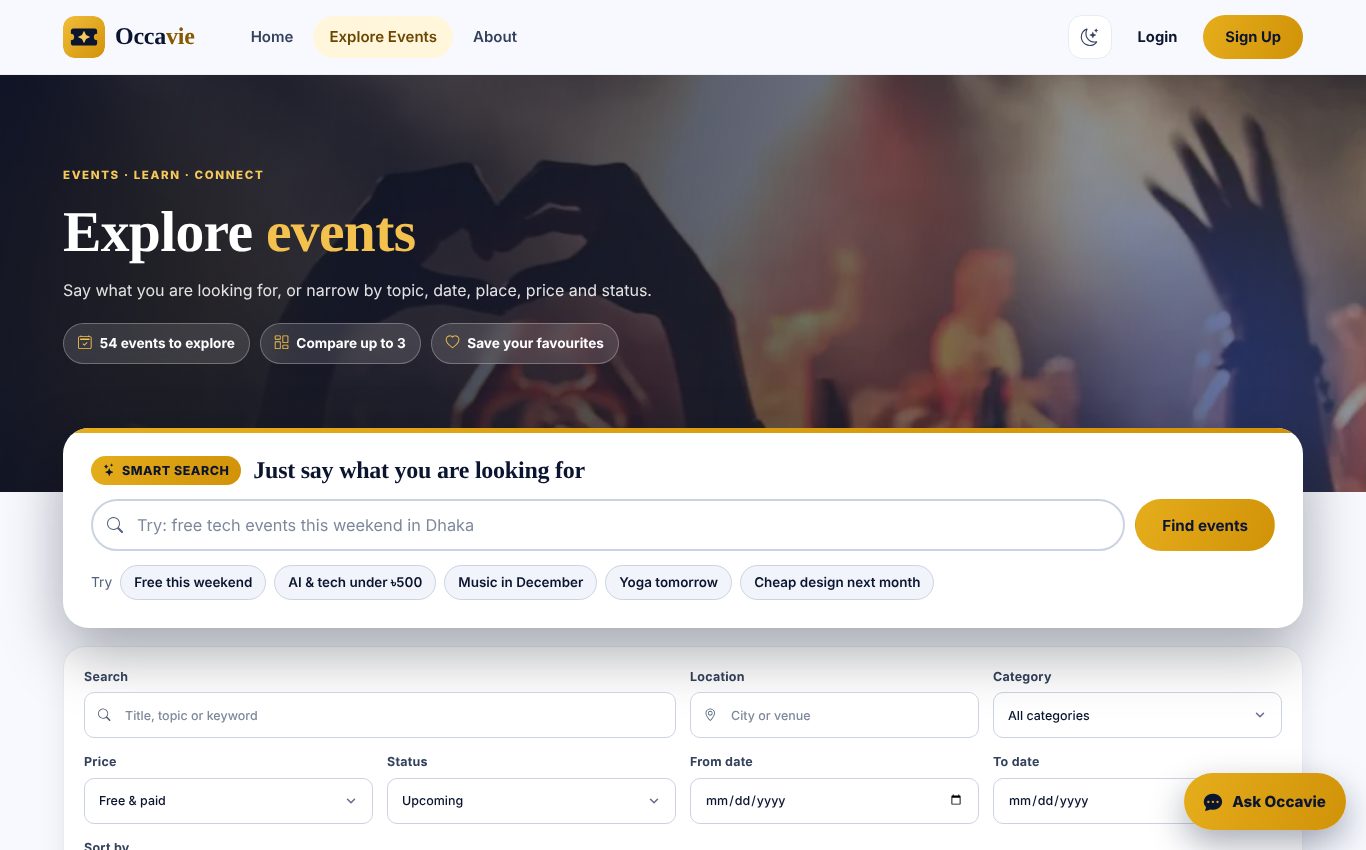 Occavie
Home
Explore Events
About
Login
Sign Up
EVENTS · LEARN · CONNECT
Explore events
Say what you are looking for, or narrow by topic, date, place, price and status.
54 events to explore
Compare up to 3
Save your favourites
SMART SEARCH
Just say what you are looking for
Try: free tech events this weekend in Dhaka
Find events
Try
Free this weekend
AI & tech under ৳500
Music in December
Yoga tomorrow
Cheap design next month
Search
Location
Category
Title, topic or keyword
City or venue
All categories
Price
Status
From date
To date
Free & paid
Upcoming
mm/dd/yyyy
mm/dd/yyyy
Ask Occavie
Sort by